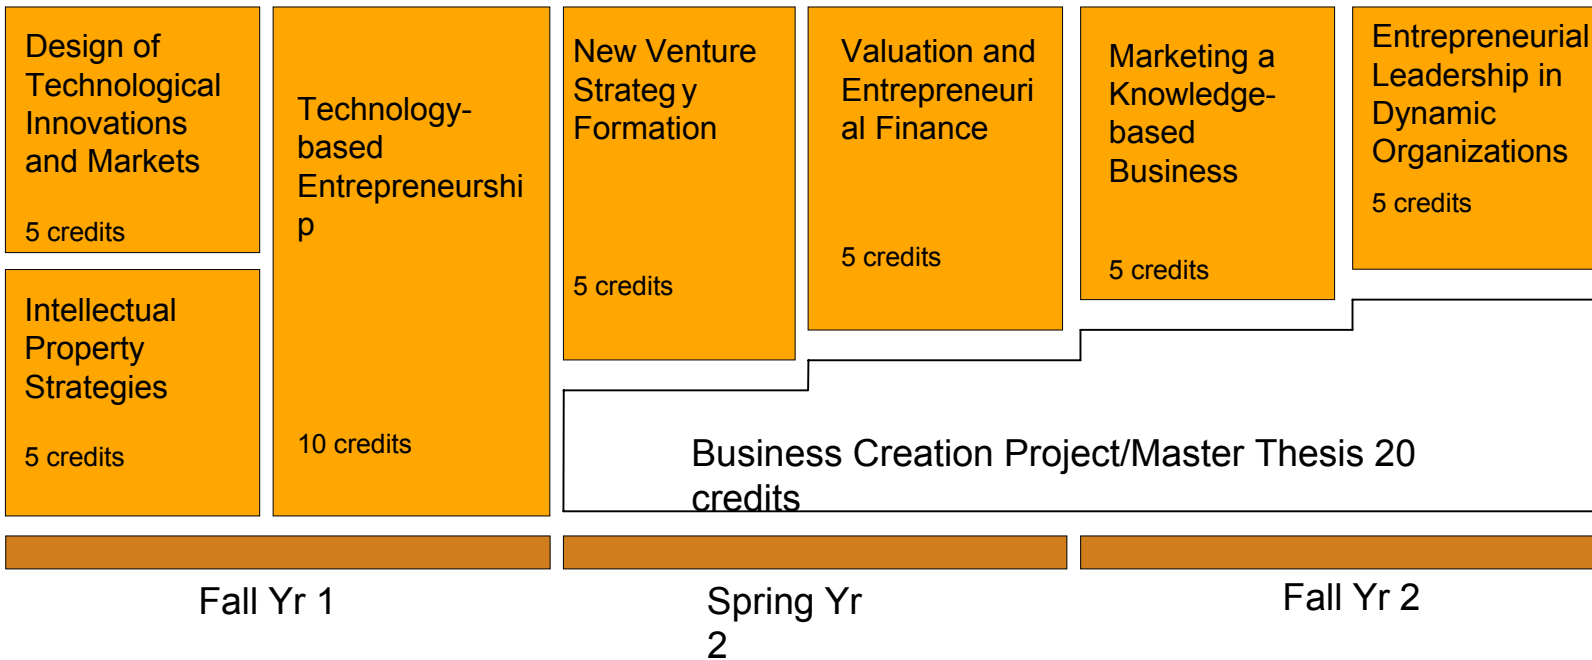 Design of
Technological
Innovations
and Markets
5 credits
Intellectual
Property
Strategies
5 credits
Technology-
based
Entrepreneurshi
p
10 credits
New Venture
Strateg y
Formation
5 credits
Valuation and
Entrepreneuri
al Finance
5 credits
Marketing a
Knowledge-
based
Business
5 credits
Entrepreneurial
Leadership in
Dynamic
Organizations
5 credits
Business Creation Project/Master Thesis 20
credits
Fall Yr 1
Spring Yr
2
Fall Yr 2